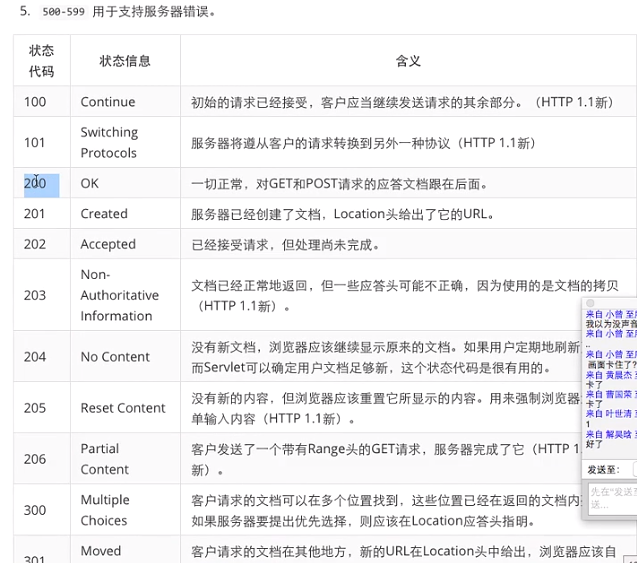 5. 500-599 用于支持服务器错误。
状态代码 状态信息 含义
100 Continue 初始的请求已经接受，客户应当继续发送请求的其余部分。（HTTP 1.1新）
101 Switching Protocols 服务器将遵从客户的请求转换到另外一种协议（HTTP 1.1新）
200 OK 一切正常，对GET和POST请求的应答文档跟在后面。
201 Created 服务器已经创建了文档，Location头给出了它的URL。
202 Accepted 已经接受请求，但处理尚未完成。
203 Non-Authoritative Information 文档已经正常地返回，但一些应答头可能不正确，因为使用的是文档的拷贝
（HTTP 1.1新）。
204 No Content 没有新文档，浏览器应该继续显示原来的文档。如果用户定期地刷新
而Servlet可以确定用户文档足够新，这个状态代码是很有用的。
205 Reset Content 没有新的内容，但浏览器应该重置它所显示的内容。用来强制浏览器
单输入内容（HTTP 1.1新）。
206 Partial Content 客户发送了一个带有Range头的GET请求，服务器完成了它（HTTP 1.
新）。
300 Multiple Choices 客户请求的文档可以在多个位置找到，这些位置已经在返回的文档内
如果服务器要提出优先选择，则应该在Location应答头指明。
301 Moved 客户请求的文档在其他地方，新的URL在Location头中给出，浏览器应该自
来自 小曾 至
我以为没声音
来自 小曾 至
..
来自 小曾 至
画面卡住了?
来自 黄晨杰
卡了
来自 曹国荣
卡了
来自 叶世清
1
来自 解昊晗
好了
发送至：
先在“发送至
送...